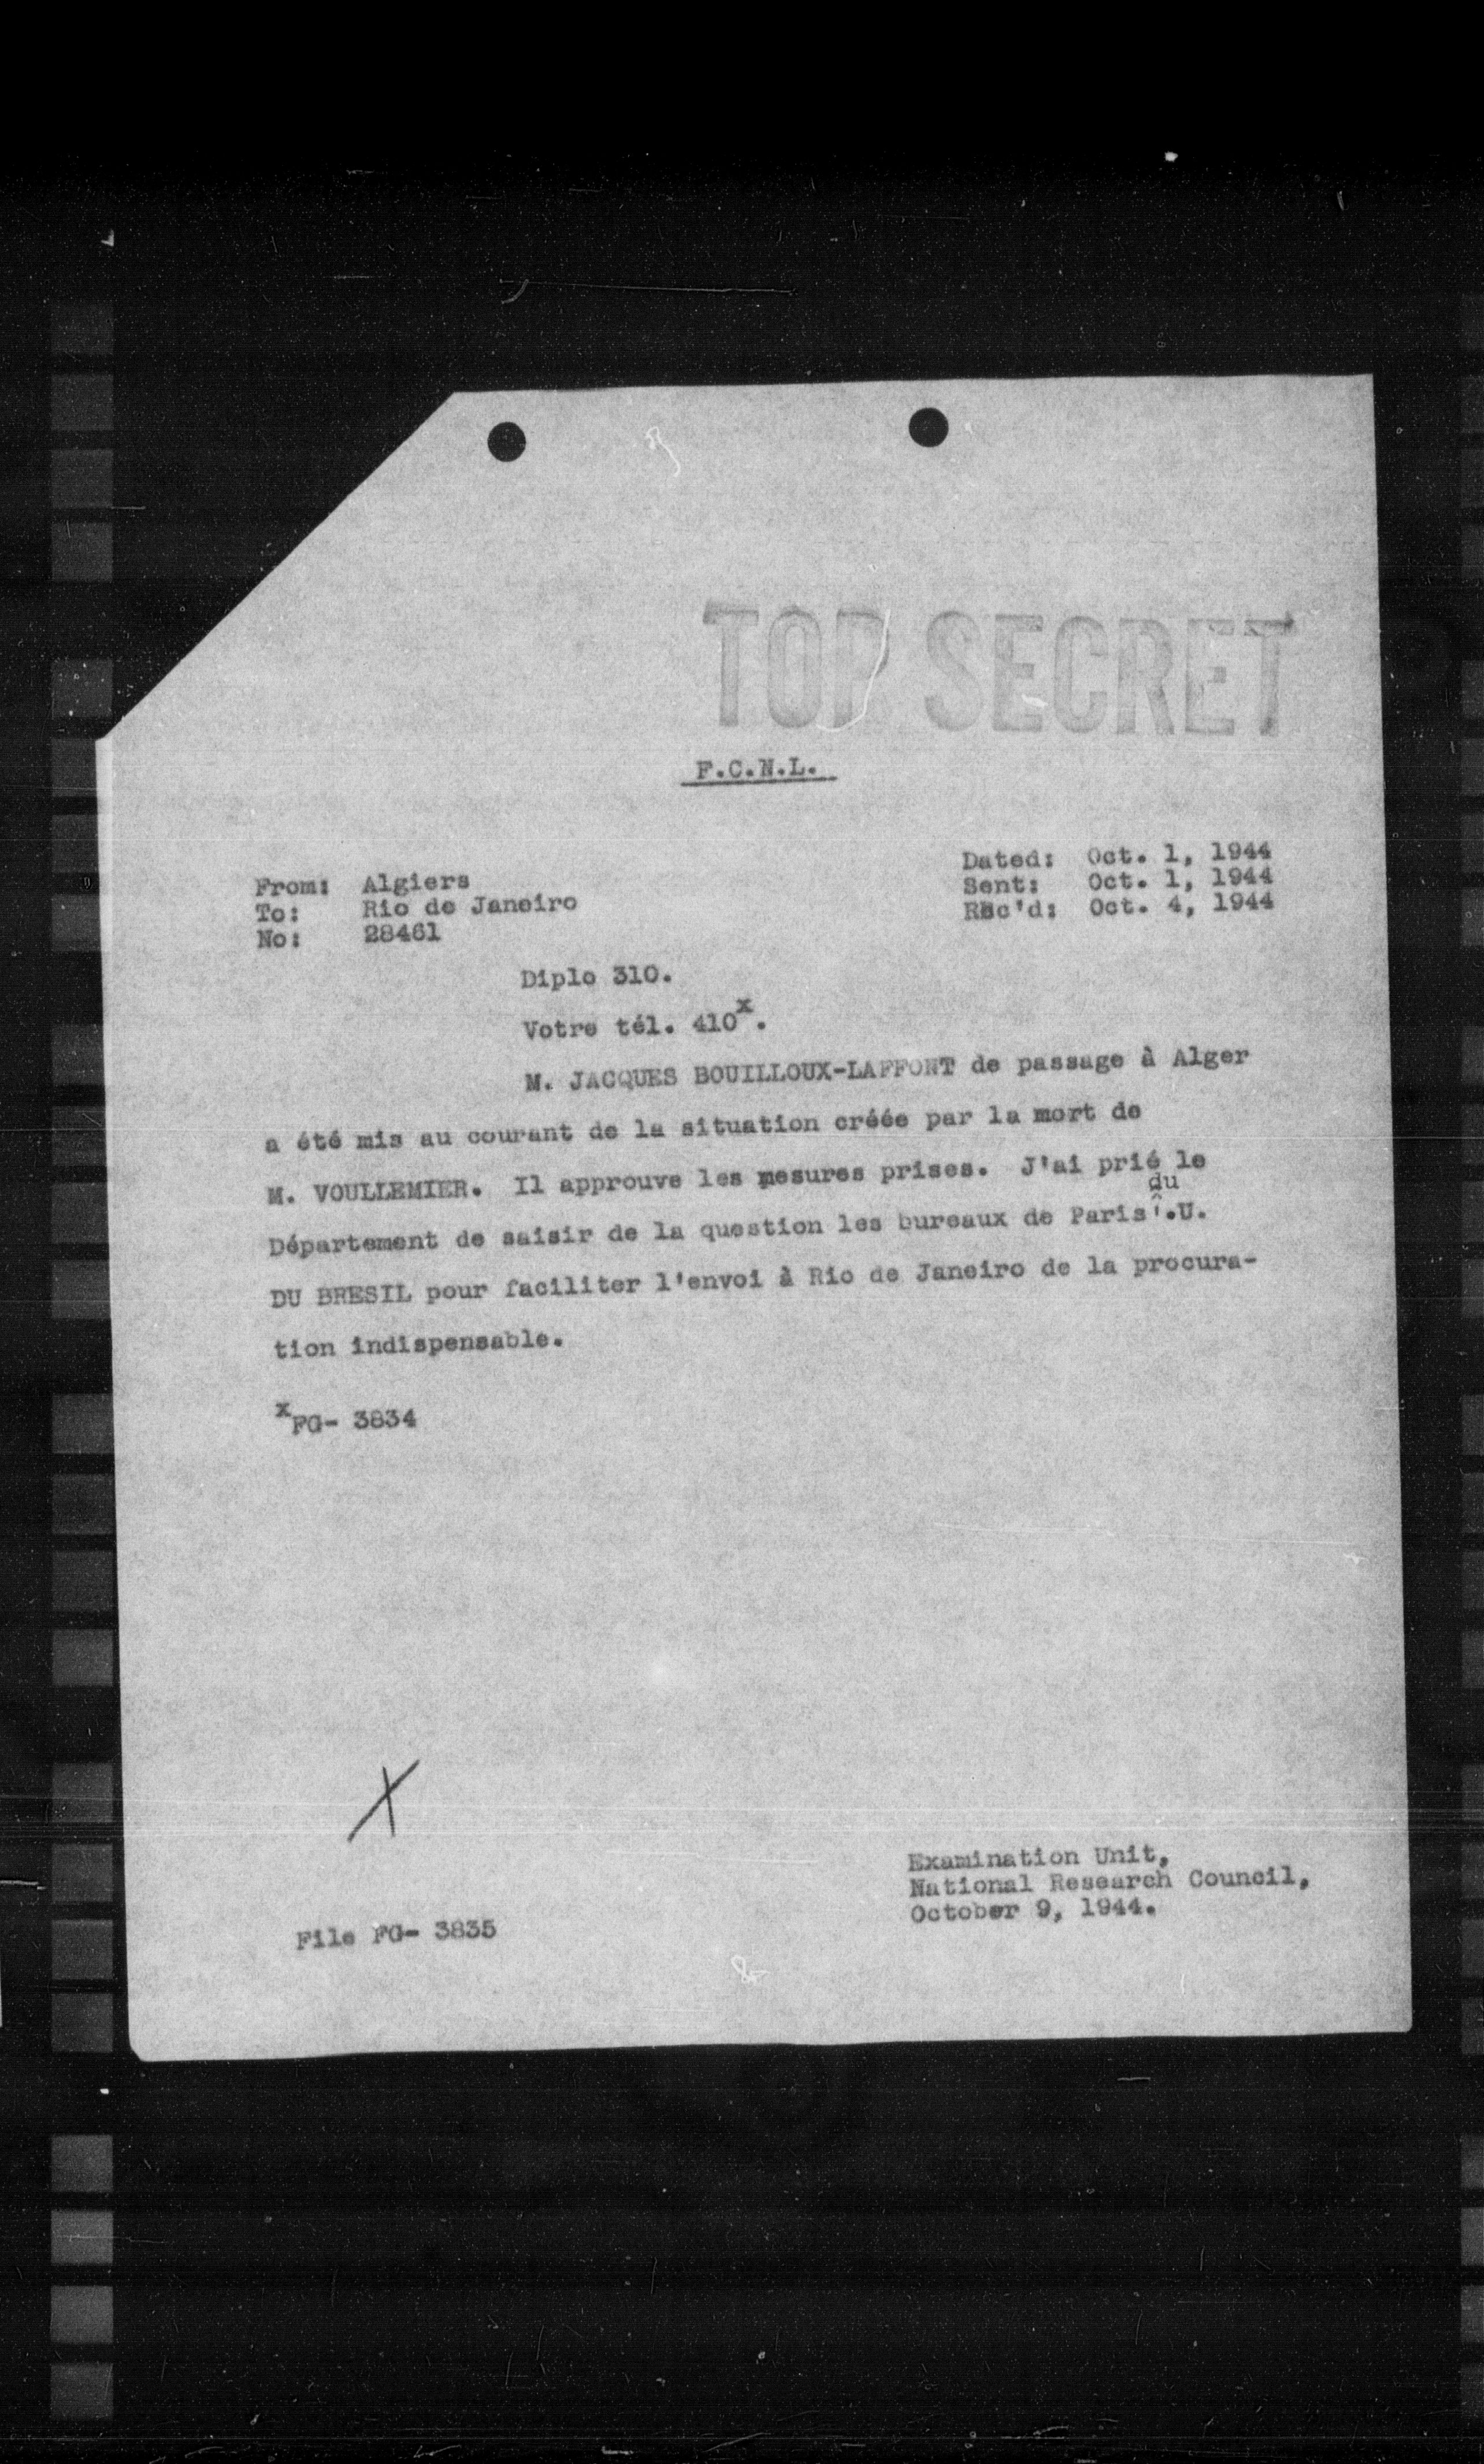 TOP SECRET
F.C.N.L.
From: Algiers
To: Rio de Janeiro
No: 28461
Dated: Oct. 1, 1944
Sent: Oct. 1, 1944
Rec'd: Oct. 4, 1944
Diplo 310.
Votre tél. 410x.
M. JACQUES BOUILLOUX-LAFFONT de passage à Alger
a été mis au courant de la situation créée par la mort de
M. VOULLEMIER. Il approuve les mesures prises. J'ai prié le
du
Département de saisir de la question les bureaux de Paris .U.
DU BRESIL pour faciliter l'envoi à Rio de Janeiro de la procura-
tion indispensable.
x FG- 3834
X
Examination Unit,
National Research Council,
October 9, 1944.
File FG- 3835